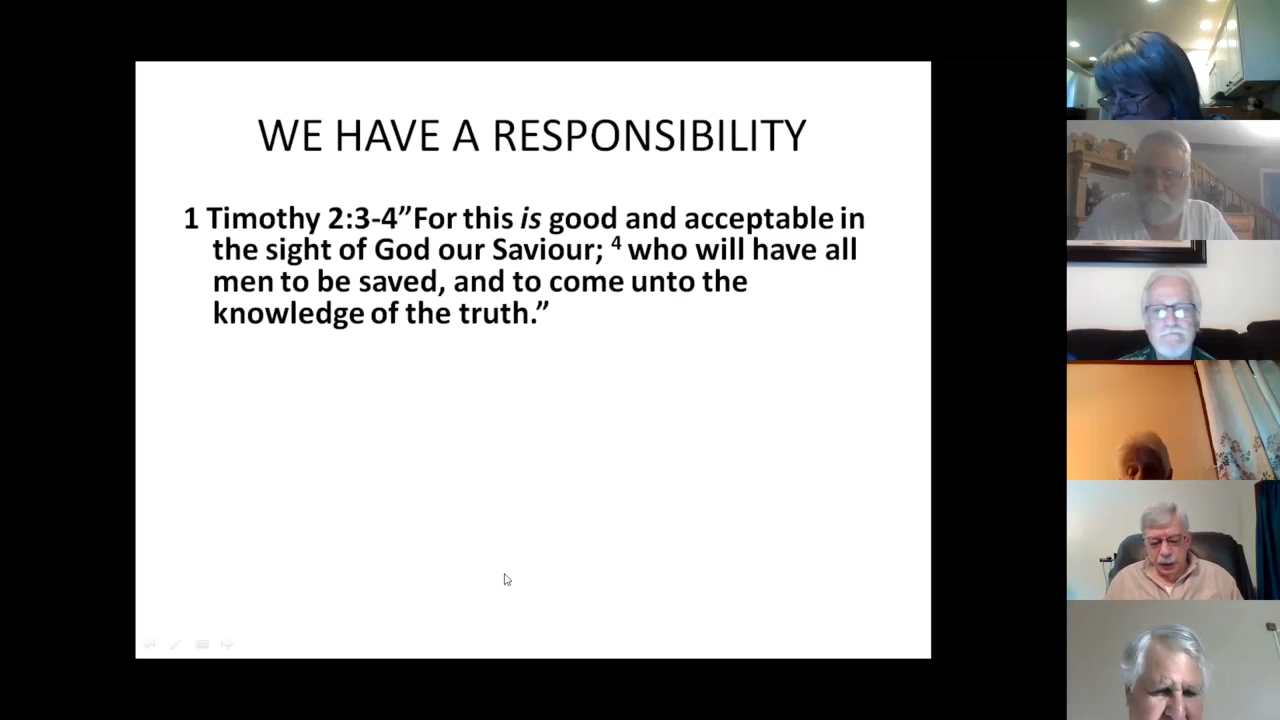 WE HAVE A RESPONSIBILITY
1 Timothy 2:3-4”For this is good and acceptable in
the sight of God our Saviour; ⁴ who will have all
men to be saved, and to come unto the
knowledge of the truth.”